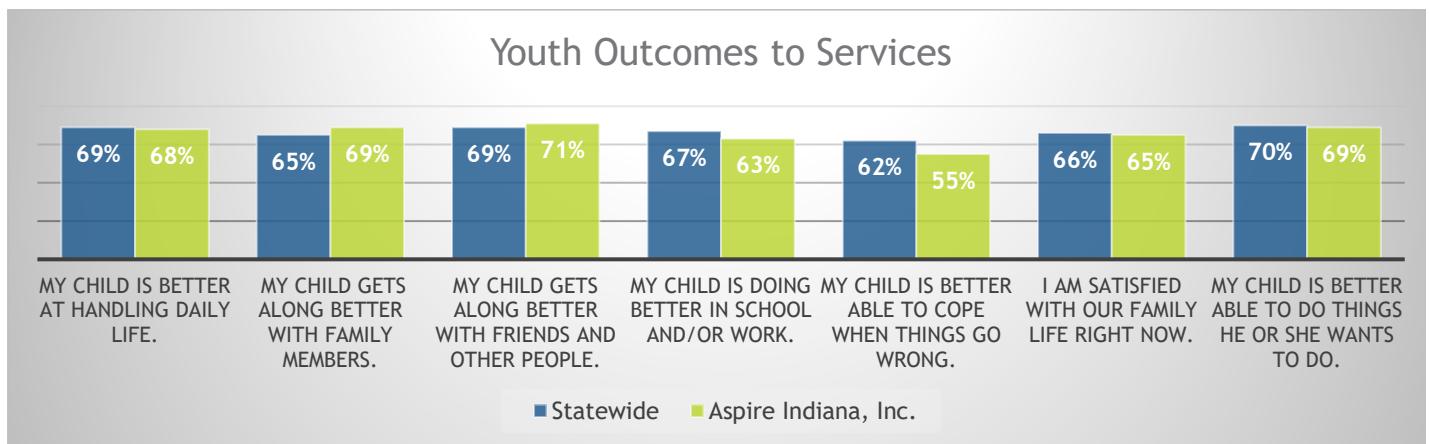 Youth Outcomes to Services
69% 68% 65% 69% 69% 71% 67% 63% 62% 55% 66% 65% 70% 69%
MY CHILD IS BETTER
AT HANDLING DAILY
LIFE.
MY CHILD GETS
ALONG BETTER
WITH FAMILY
MEMBERS.
MY CHILD GETS
ALONG BETTER
WITH FRIENDS AND
OTHER PEOPLE.
MY CHILD IS DOING
BETTER IN SCHOOL
AND/OR WORK.
MY CHILD IS BETTER
ABLE TO COPE
WHEN THINGS GO
WRONG.
I AM SATISFIED
WITH OUR FAMILY
LIFE RIGHT NOW.
MY CHILD IS BETTER
ABLE TO DO THINGS
HE OR SHE WANTS
TO DO.
Statewide Aspire Indiana, Inc.